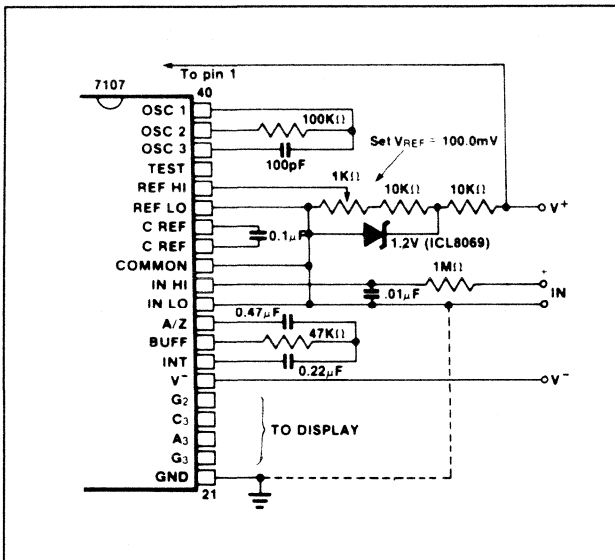 To pin 1
7107
40
OSC 1
100KΩ
OSC 2
Set VREF = 100.0mV
OSC 3
100pF
TEST
1KΩ
REF HI
10KΩ
10KΩ
REF LO
V+
C REF
0.1μF
1.2V (ICL8069)
C REF
COMMON
1MΩ
IN HI
+
.01μF
IN
IN LO
-
0.47μF
A/Z
BUFF
47KΩ
INT
0.22μF
V-
V-
G2
C3
TO DISPLAY
A3
G3
GND
21